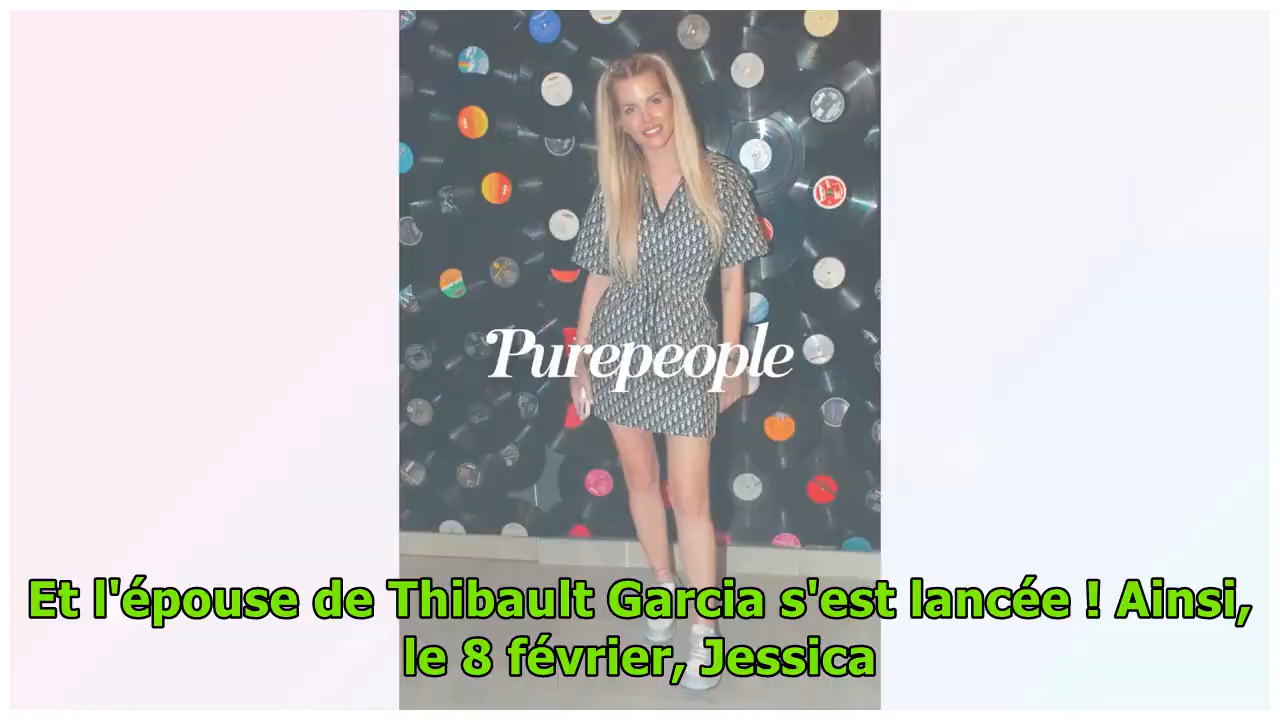 Purepeople
Et l'épouse de Thibault Garcia s'est lancée ! Ainsi,
le 8 février, Jessica